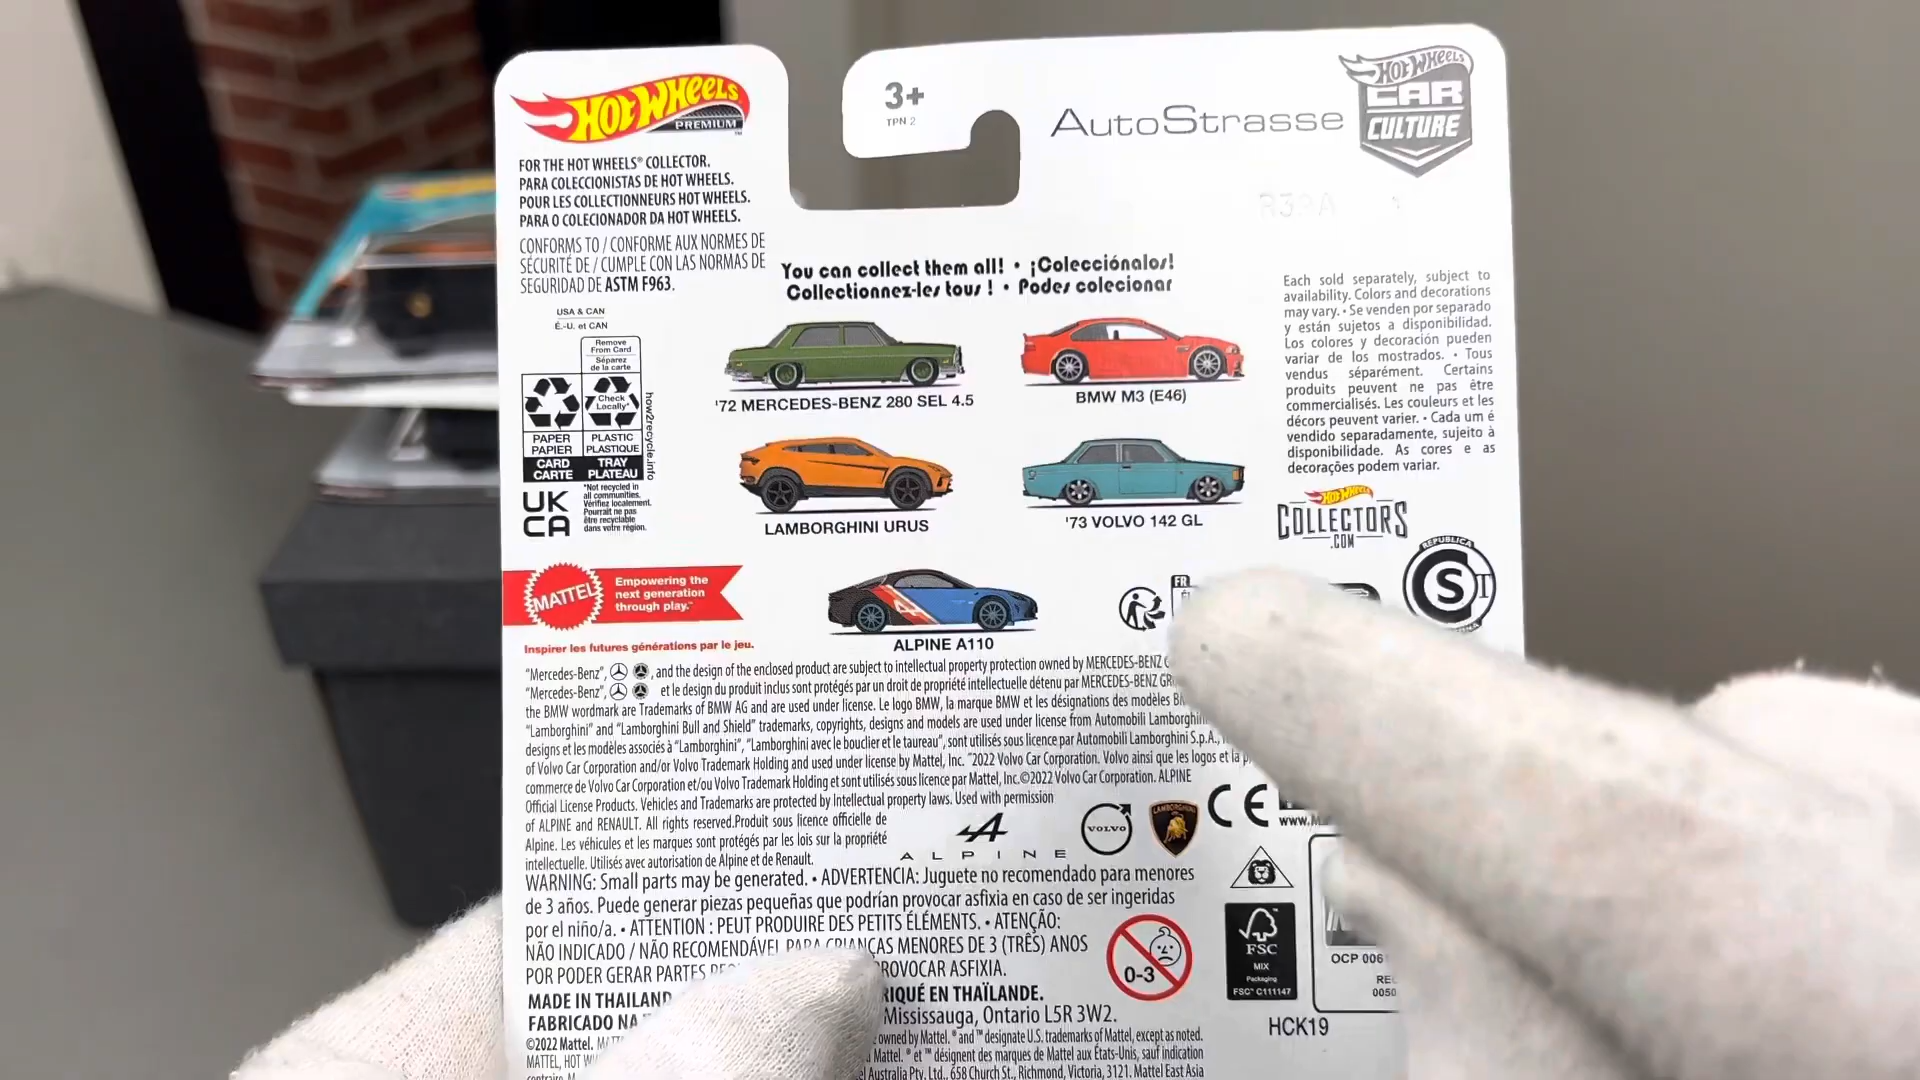 HOT WHEELS
PREMIUM
3+
TPN 2
AutoStrasse
HOT WHEELS
CAR
CULTURE
FOR THE HOT WHEELS® COLLECTOR.
PARA COLECCIONISTAS DE HOT WHEELS.
POUR LES COLLECTIONNEURS HOT WHEELS.
PARA O COLECIONADOR DA HOT WHEELS.
CONFORMS TO / CONFORME AUX NORMES DE
SÉCURITÉ DE / CUMPLE CON LAS NORMAS DE
SEGURIDAD DE ASTM F963.
You can collect them all! • ¡Colecciónalos!
Collectionnez-les tous ! • Podes colecionar
USA & CAN
É.-U. et CAN
Remove
From Card
Séparez
de la carte
Check
Locally*
PAPER
PAPIER
PLASTIC
PLASTIQUE
CARD
CARTE
TRAY
PLATEAU
how2recycle.info
*Not recycled in
all communities.
Vérifiez localement.
Pourrait ne pas
être recyclable
dans votre région.
UK
CA
'72 MERCEDES-BENZ 280 SEL 4.5
BMW M3 (E46)
LAMBORGHINI URUS
'73 VOLVO 142 GL
ALPINE A110
Each sold separately, subject to
availability. Colors and decorations
may vary. • Se venden por separado
y están sujetos a disponibilidad.
Los colores y decoración pueden
variar de los mostrados. • Tous
vendus séparément. Certains
produits peuvent ne pas être
commercialisés. Les couleurs et les
décors peuvent varier. • Cada um é
vendido separadamente, sujeito à
disponibilidade. As cores e as
decorações podem variar.
HOT WHEELS
COLLECTORS
.COM
REPUBLICA
S
MATTEL
Empowering the
next generation
through play.™
Inspirer les futures générations par le jeu.
FR
"Mercedes-Benz", , and the design of the enclosed product are subject to intellectual property protection owned by MERCEDES-BENZ
"Mercedes-Benz", et le design du produit inclus sont protégés par un droit de propriété intellectuelle détenu par MERCEDES-BENZ
the BMW wordmark are Trademarks of BMW AG and are used under license. Le logo BMW, la marque BMW et les désignations des modèles
"Lamborghini" and "Lamborghini Bull and Shield" trademarks, copyrights, designs and models are used under license from Automobili
designs et les modèles associés à "Lamborghini", "Lamborghini avec le bouclier et le taureau", sont utilisés sous licence par Automobili Lamborghini S.p.A.,
of Volvo Car Corporation and/or Volvo Trademark Holding and used under license by Mattel, Inc. ©2022 Volvo Car Corporation. Volvo ainsi que les logos et la
commerce de Volvo Car Corporation et/ou Volvo Trademark Holding et sont utilisés sous licence par Mattel, Inc.©2022 Volvo Car Corporation. ALPINE
Official License Products. Vehicles and Trademarks are protected by Intellectual property laws. Used with permission
of ALPINE and RENAULT. All rights reserved.Produit sous licence officielle de
Alpine. Les véhicules et les marques sont protégés par les lois sur la propriété
intellectuelle. Utilisés avec autorisation de Alpine et de Renault.
ALPINE
VOLVO
LAMBORGHINI
CE
WARNING: Small parts may be generated. • ADVERTENCIA: Juguete no recomendado para menores
de 3 años. Puede generar piezas pequeñas que podrían provocar asfixia en caso de ser ingeridas
por el niño/a. • ATTENTION : PEUT PRODUIRE DES PETITS ÉLÉMENTS. • ATENÇÃO:
NÃO INDICADO / NÃO RECOMENDÁVEL PARA CRIANÇAS MENORES DE 3 (TRÊS) ANOS
POR PODER GERAR PARTES PROVOCAR ASFIXIA.
0-3
FSC
MIX
Packaging
FSC™ C111147
OCP 006
0050
HCK19
MADE IN THAILAND
RIQUÉ EN THAÏLANDE.
FABRICADO NA
Mississauga, Ontario L5R 3W2.
©2022 Mattel.
owned by Mattel. ® and ™ designate U.S. trademarks of Mattel, except as noted.
MATTEL, HOT
Mattel. ® et ™ désignent des marques de Mattel aux États-Unis, sauf indication
Australia Pty. Ltd., 658 Church St., Richmond, Victoria, 3121. Mattel East Asia